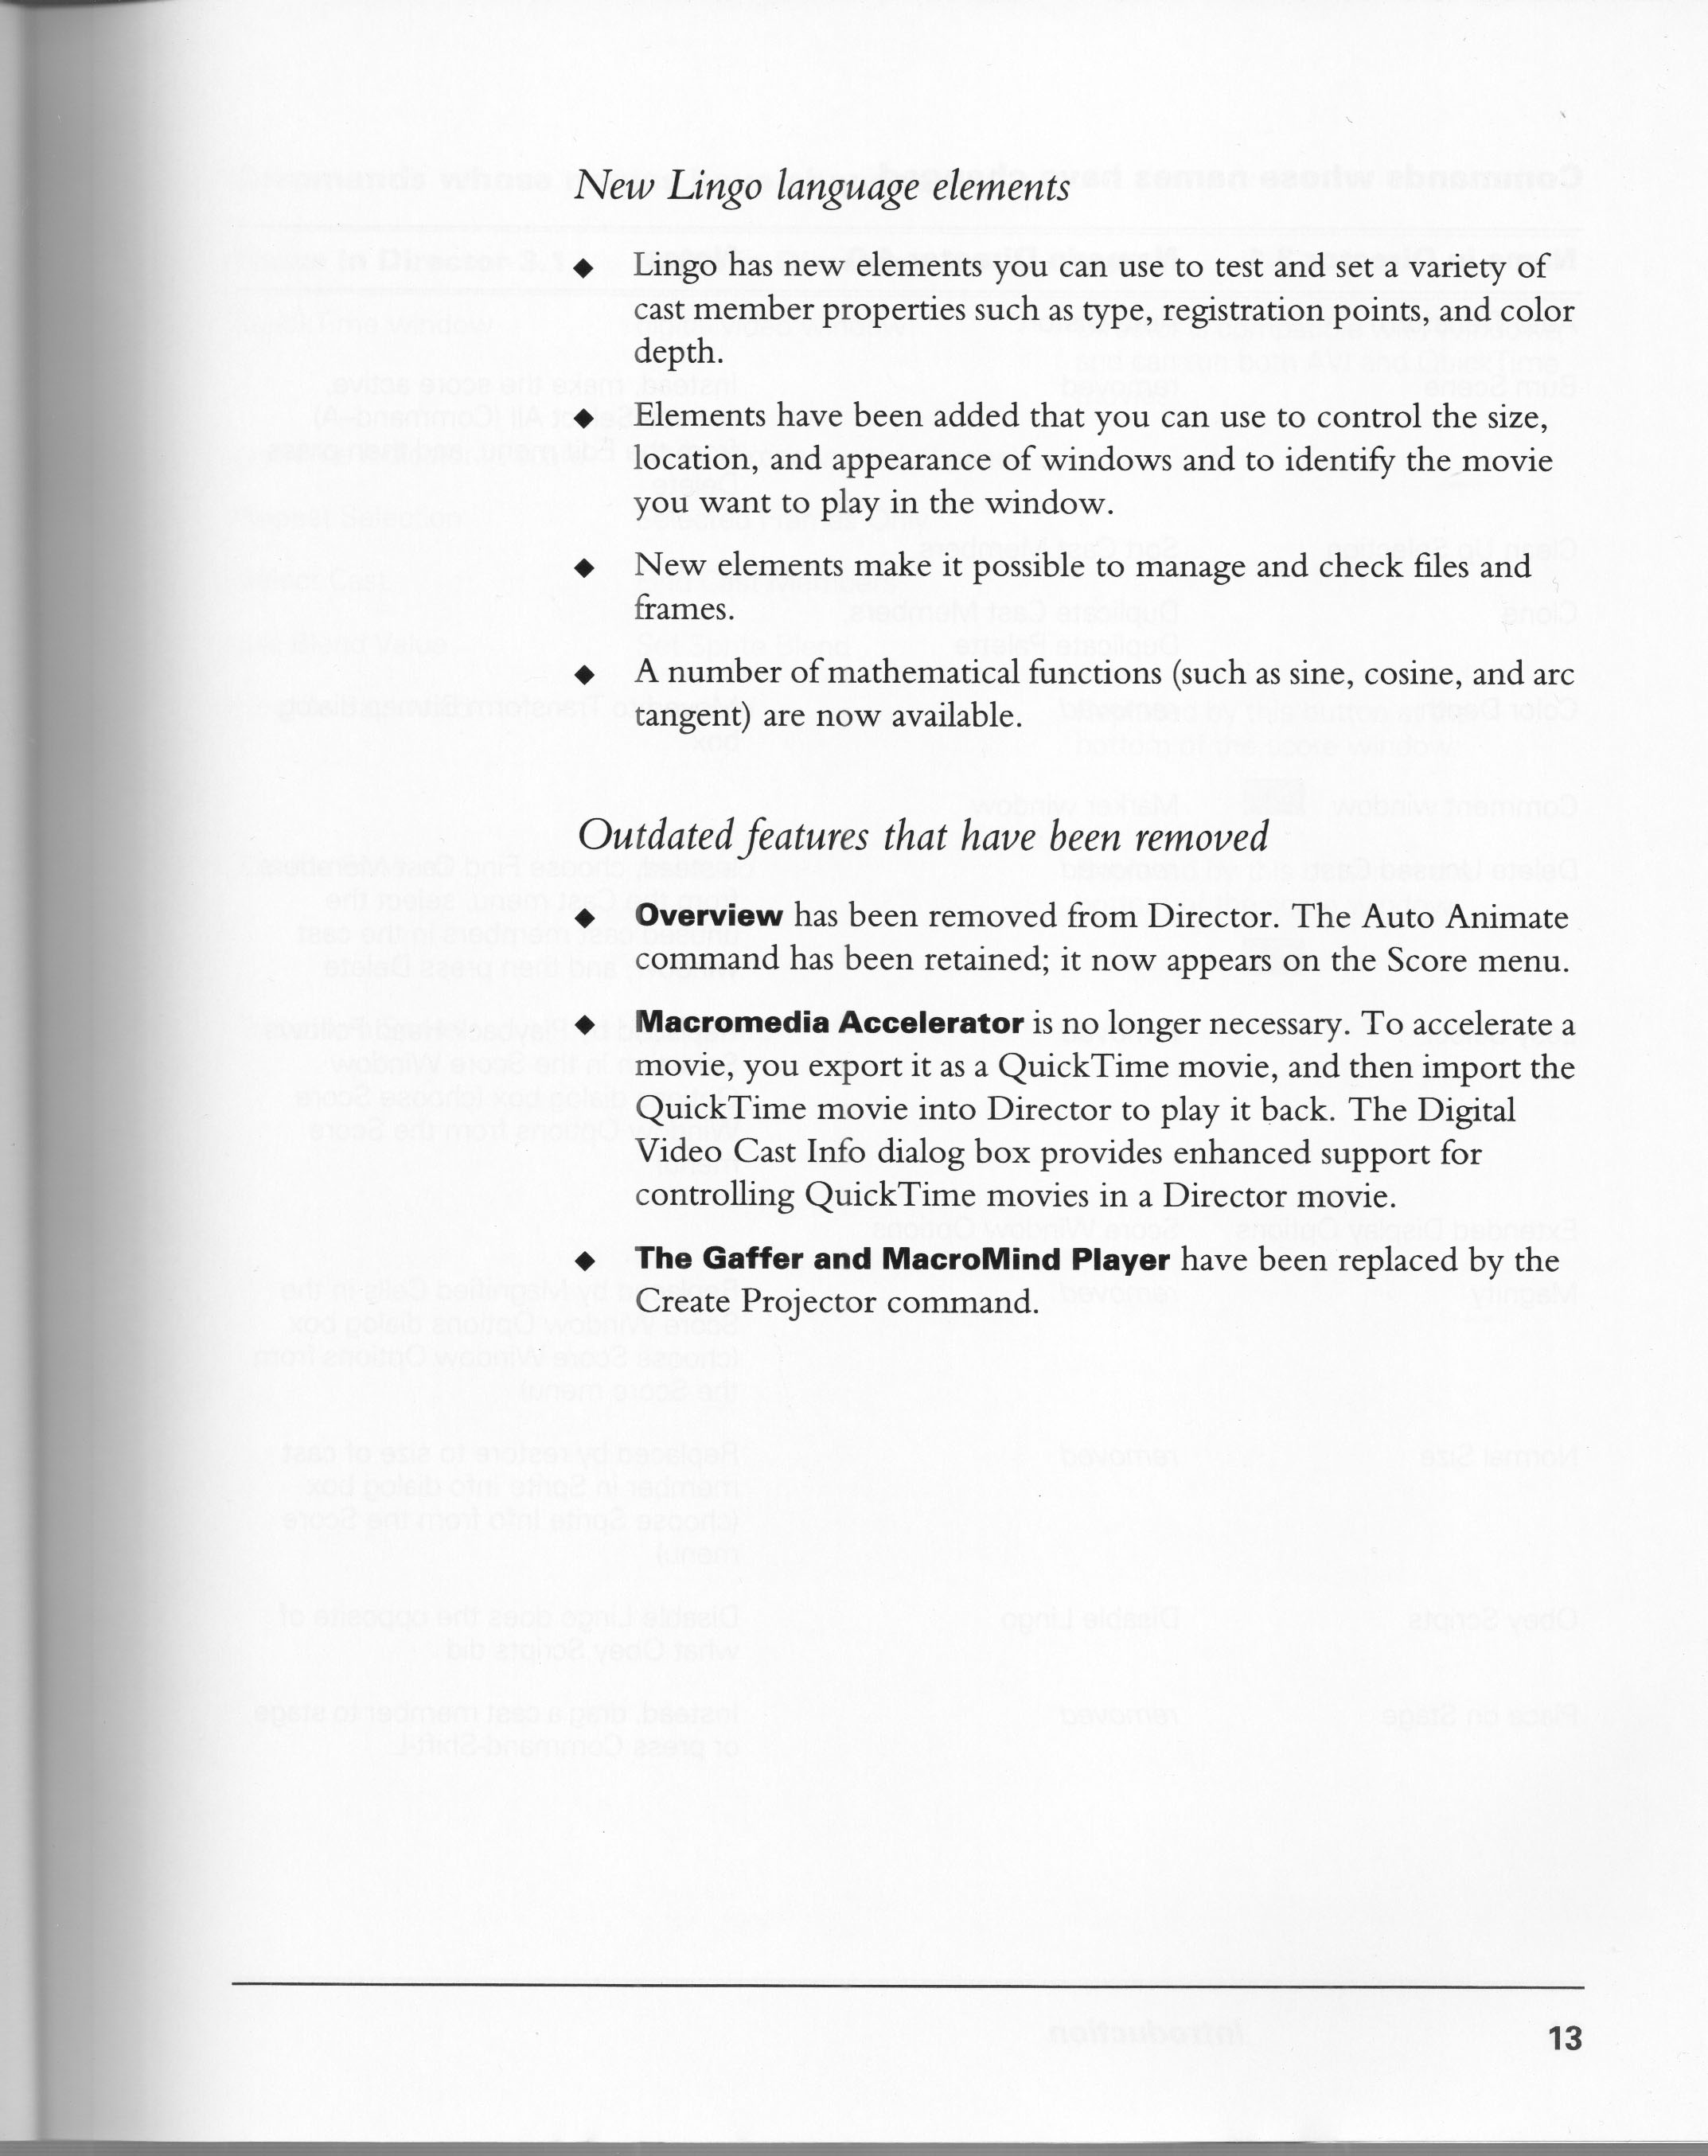 New Lingo language elements
◆ Lingo has new elements you can use to test and set a variety of
cast member properties such as type, registration points, and color
depth.
◆ Elements have been added that you can use to control the size,
location, and appearance of windows and to identify the movie
you want to play in the window.
◆ New elements make it possible to manage and check files and
frames.
◆ A number of mathematical functions (such as sine, cosine, and arc
tangent) are now available.
Outdated features that have been removed
◆ Overview has been removed from Director. The Auto Animate
command has been retained; it now appears on the Score menu.
◆ Macromedia Accelerator is no longer necessary. To accelerate a
movie, you export it as a QuickTime movie, and then import the
QuickTime movie into Director to play it back. The Digital
Video Cast Info dialog box provides enhanced support for
controlling QuickTime movies in a Director movie.
◆ The Gaffer and MacroMind Player have been replaced by the
Create Projector command.
13